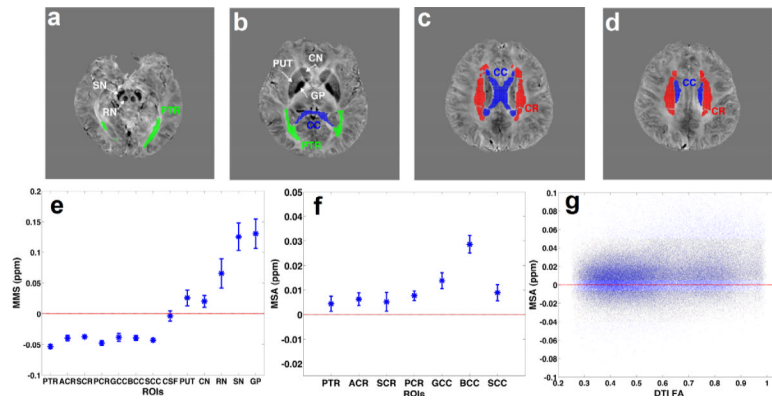 a
b
c
d
SN
RN
PTR
PUT
CN
GP
CC
PTR
CC
CR
CC
CR
e
MMS (ppm)
0.2
0.15
0.1
0.05
0
-0.05
-0.1
PTR ACR SCR PCR GCC BCC SCC CSF PUT CN RN SN GP
ROIs
f
MSA (ppm)
0.05
0.04
0.03
0.02
0.01
0
-0.01
-0.02
PTR ACR SCR PCR GCC BCC SCC
ROIs
g
MSA (ppm)
0.1
0.08
0.06
0.04
0.02
0
-0.02
-0.04
-0.06
-0.08
-0.1
0.2 0.3 0.4 0.5 0.6 0.7 0.8 0.9 1
DTI FA